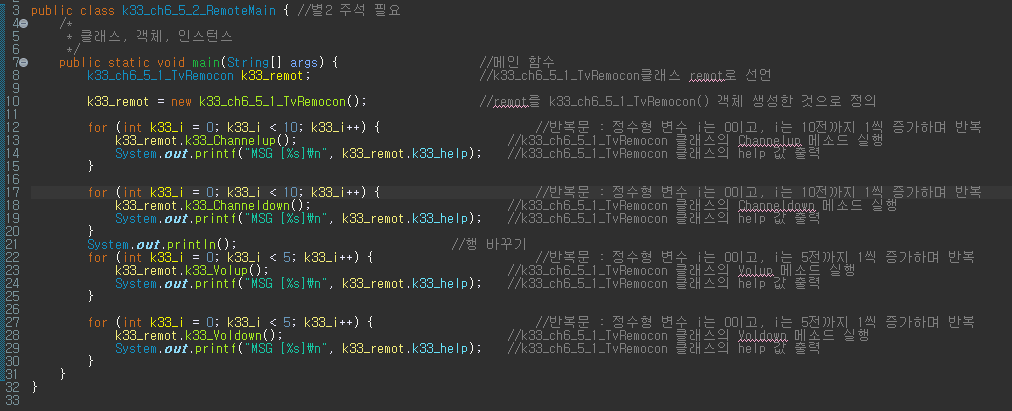 3 public class k33_ch6_5_2_RemoteMain { //별2 주석 필요
4 /*
5 * 클래스, 객체, 인스턴스
6 */
7 public static void main(String[] args) { //메인 함수
8 k33_ch6_5_1_TvRemocon k33_remot; //k33_ch6_5_1_TvRemocon클래스 remot로 선언
9
10 k33_remot = new k33_ch6_5_1_TvRemocon(); //remot를 k33_ch6_5_1_TvRemocon() 객체 생성한 것으로 정의
11
12 for (int k33_i = 0; k33_i < 10; k33_i++) { //반복문 : 정수형 변수 i는 0이고, i는 10전까지 1씩 증가하며 반복
13 k33_remot.k33_Channelup(); //k33_ch6_5_1_TvRemocon 클래스의 Channelup 메소드 실행
14 System.out.printf("MSG [%s]\n", k33_remot.k33_help); //k33_ch6_5_1_TvRemocon 클래스의 help 값 출력
15 }
16
17 for (int k33_i = 0; k33_i < 10; k33_i++) { //반복문 : 정수형 변수 i는 0이고, i는 10전까지 1씩 증가하며 반복
18 k33_remot.k33_Channeldown(); //k33_ch6_5_1_TvRemocon 클래스의 Channeldown 메소드 실행
19 System.out.printf("MSG [%s]\n", k33_remot.k33_help); //k33_ch6_5_1_TvRemocon 클래스의 help 값 출력
20 }
21 System.out.println(); //행 바꾸기
22 for (int k33_i = 0; k33_i < 5; k33_i++) { //반복문 : 정수형 변수 i는 0이고, i는 5전까지 1씩 증가하며 반복
23 k33_remot.k33_Volup(); //k33_ch6_5_1_TvRemocon 클래스의 Volup 메소드 실행
24 System.out.printf("MSG [%s]\n", k33_remot.k33_help); //k33_ch6_5_1_TvRemocon 클래스의 help 값 출력
25 }
26
27 for (int k33_i = 0; k33_i < 5; k33_i++) { //반복문 : 정수형 변수 i는 0이고, i는 5전까지 1씩 증가하며 반복
28 k33_remot.k33_Voldown(); //k33_ch6_5_1_TvRemocon 클래스의 Voldown 메소드 실행
29 System.out.printf("MSG [%s]\n", k33_remot.k33_help); //k33_ch6_5_1_TvRemocon 클래스의 help 값 출력
30 }
31 }
32 }
33